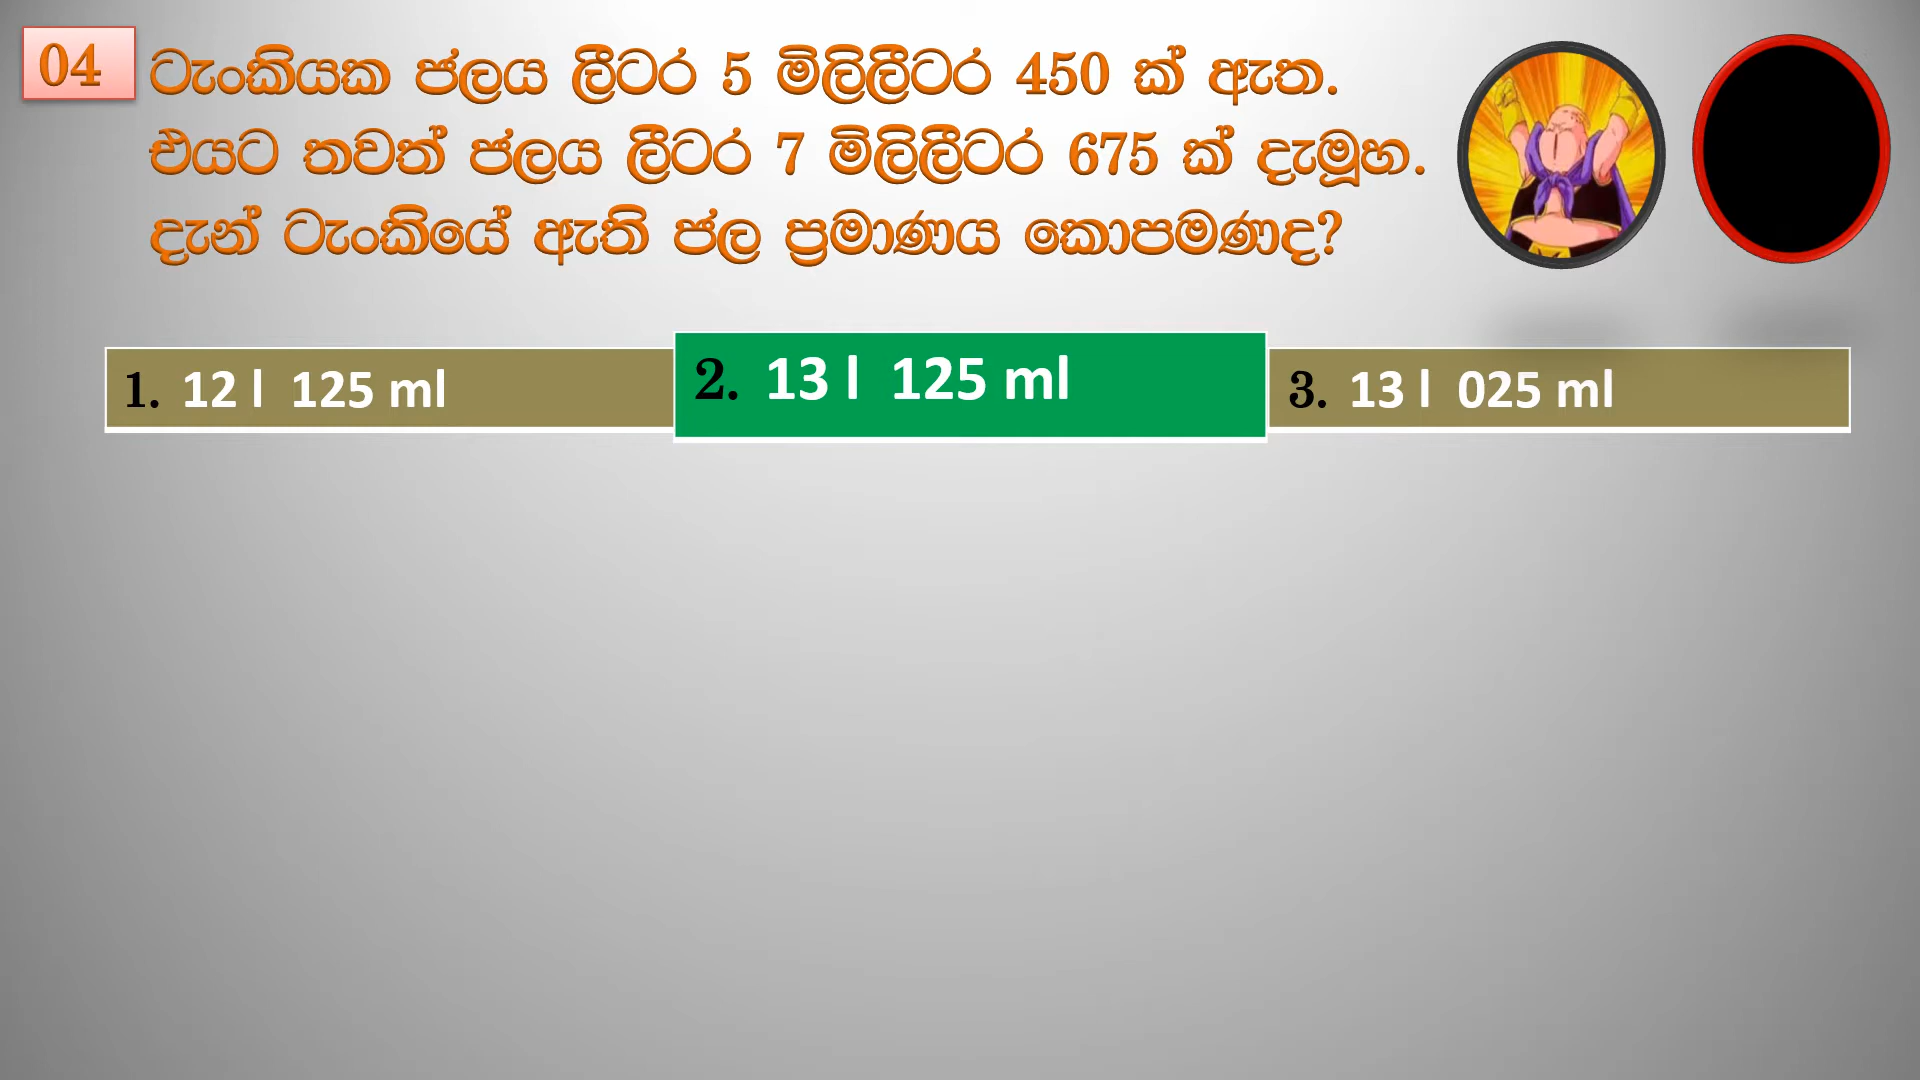 04
ටැංකියක ජලය ලීටර 5 මිලිලීටර 450 ක් ඇත.
එයට තවත් ජලය ලීටර 7 මිලිලීටර 675 ක් දැමූහ.
දැන් ටැංකියේ ඇති ජල ප්‍රමාණය කොපමණද?
1. 12 l 125 ml
2. 13 l 125 ml
3. 13 l 025 ml